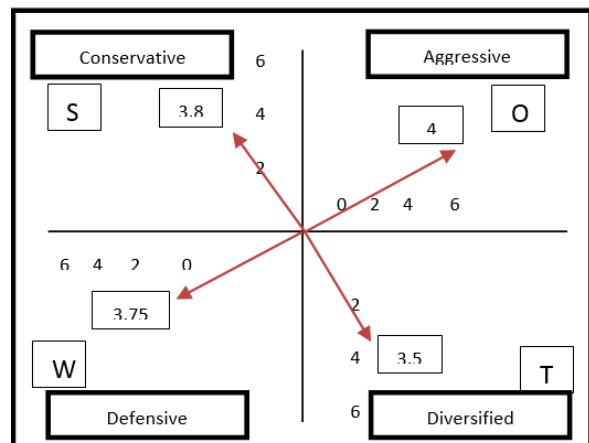 Conservative 6 Aggressive
S 3.8 4 4 O
2
0 2 4 6
6 4 2 0
3.75 2
W 4 3.5 T
Defensive 6 Diversified